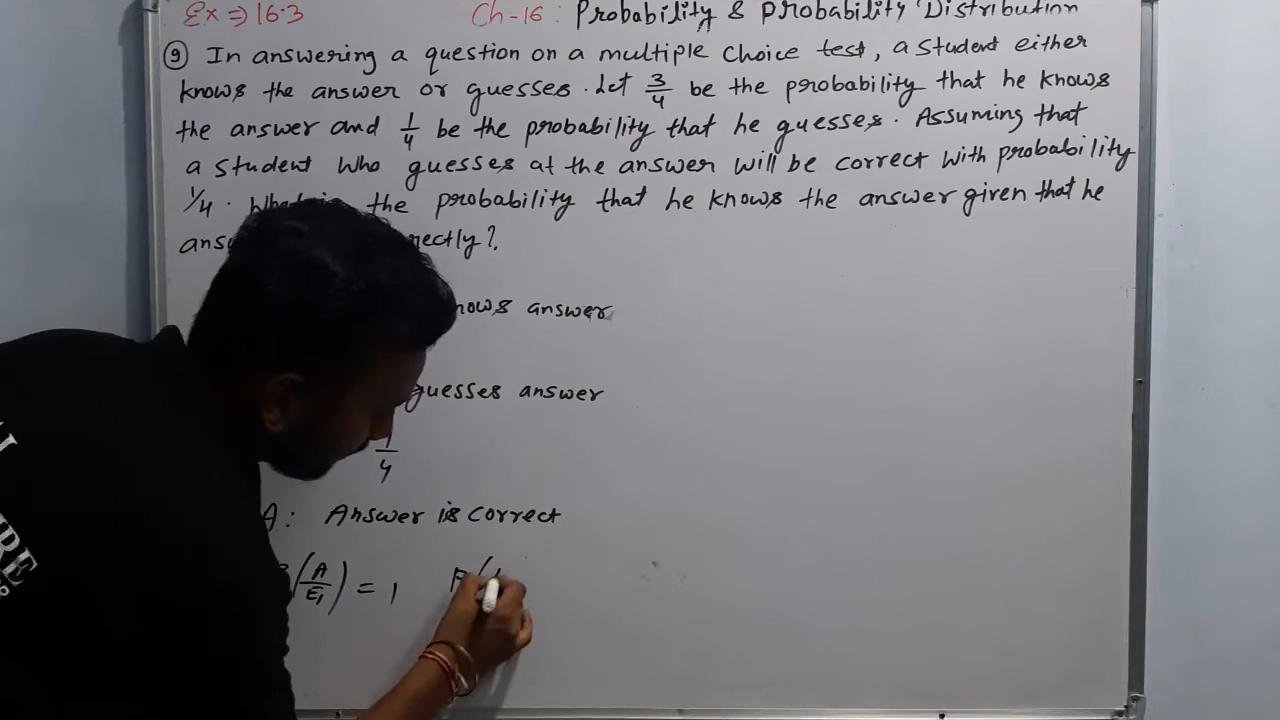 Ex ⇒ 16.3 Ch-16 : Probability & Probability Distribution
⑨ In answering a question on a multiple choice test, a student either
knows the answer or guesses. Let 3/4 be the probability that he knows
the answer and 1/4 be the probability that he guesses. Assuming that
a student who guesses at the answer will be correct with probability
1/4. the probability that he knows the answer given that he
rectly?
nows answer
guesses answer
1/4
A: Answer is correct
(A/E₁) = 1 P(